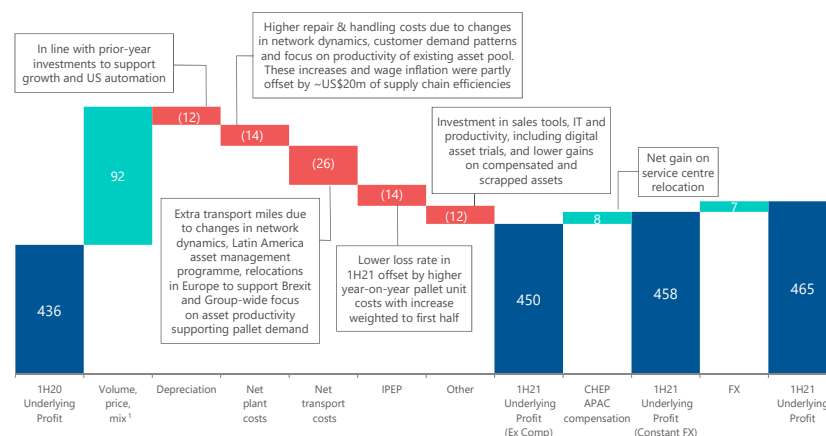 Higher repair & handling costs due to changes
in network dynamics, customer demand patterns
and focus on productivity of existing asset pool.
These increases and wage inflation were partly
offset by ~US$20m of supply chain efficiencies
In line with prior-year
investments to support
growth and US automation
Investment in sales tools, IT and
productivity, including digital
asset trials, and lower gains
on compensated and
scrapped assets
Net gain on
service centre
relocation
Extra transport miles due
to changes in network
dynamics, Latin America
asset management
programme, relocations
in Europe to support Brexit
and Group-wide focus
on asset productivity
supporting pallet demand
Lower loss rate in
1H21 offset by higher
year-on-year pallet unit
costs with increase
weighted to first half
436
92
(12)
(14)
(26)
(14)
(12)
450
8
458
7
465
1H20
Underlying
Profit
Volume,
price,
mix¹
Depreciation
Net
plant
costs
Net
transport
costs
IPEP
Other
1H21
Underlying
Profit
(Ex Comp)
CHEP
APAC
compensation
1H21
Underlying
Profit
(Constant FX)
FX
1H21
Underlying
Profit